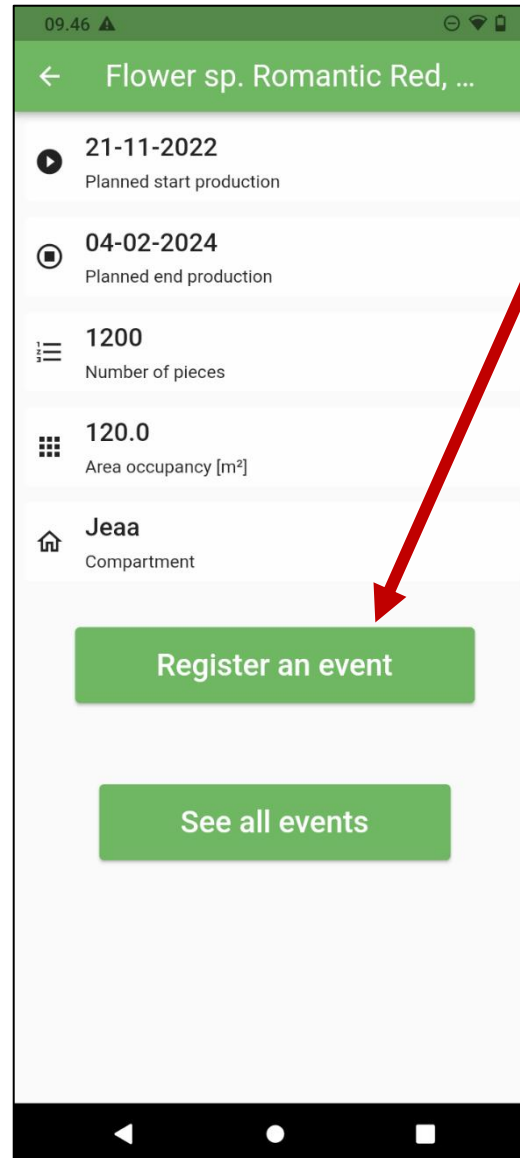 09.46
Flower sp. Romantic Red, ...
21-11-2022
Planned start production
04-02-2024
Planned end production
1200
Number of pieces
120.0
Area occupancy [m²]
Jeaa
Compartment
Register an event
See all events